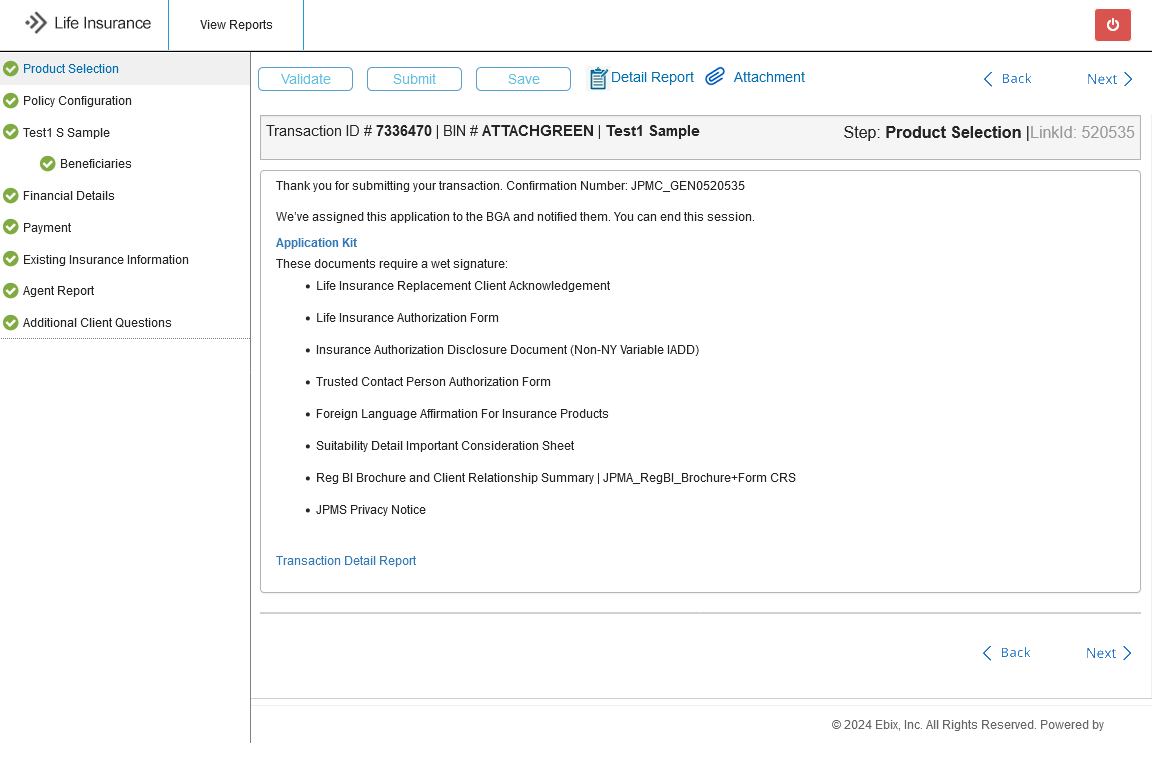 Life Insurance
View Reports
Product Selection
Policy Configuration
Test1 S Sample
Beneficiaries
Financial Details
Payment
Existing Insurance Information
Agent Report
Additional Client Questions
Validate
Submit
Save
Detail Report
Attachment
Back
Next
Transaction ID # 7336470 | BIN # ATTACHGREEN | Test1 Sample
Step: Product Selection |LinkId: 520535
Thank you for submitting your transaction. Confirmation Number: JPMC_GEN0520535
We've assigned this application to the BGA and notified them. You can end this session.
Application Kit
These documents require a wet signature:
• Life Insurance Replacement Client Acknowledgement
• Life Insurance Authorization Form
• Insurance Authorization Disclosure Document (Non-NY Variable IADD)
• Trusted Contact Person Authorization Form
• Foreign Language Affirmation For Insurance Products
• Suitability Detail Important Consideration Sheet
• Reg BI Brochure and Client Relationship Summary | JPMA_RegBI_Brochure+Form CRS
• JPMS Privacy Notice
Transaction Detail Report
Back
Next
© 2024 Ebix, Inc. All Rights Reserved. Powered by